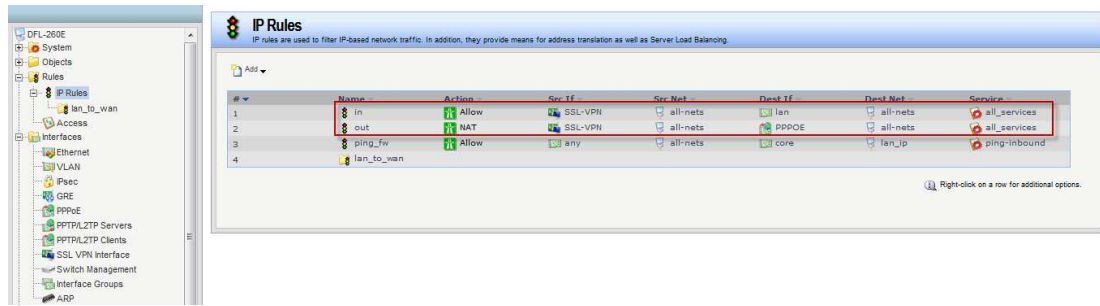 DFL-260E
System
Objects
Rules
IP Rules
lan_to_wan
Access
Interfaces
Ethernet
VLAN
IPsec
GRE
PPPoE
PPTP/L2TP Servers
PPTP/L2TP Clients
SSL VPN Interface
Switch Management
Interface Groups
ARP
IP Rules
IP rules are used to filter IP-based network traffic. In addition, they provide means for address translation as well as Server Load Balancing.
Add
# Name Action Src If Src Net Dest If Dest Net Service
1 in Allow SSL-VPN all-nets lan all-nets all_services
2 out NAT SSL-VPN all-nets PPPOE all-nets all_services
3 ping_fw Allow any all-nets core lan_ip ping-inbound
4 lan_to_wan
Right-click on a row for additional options.